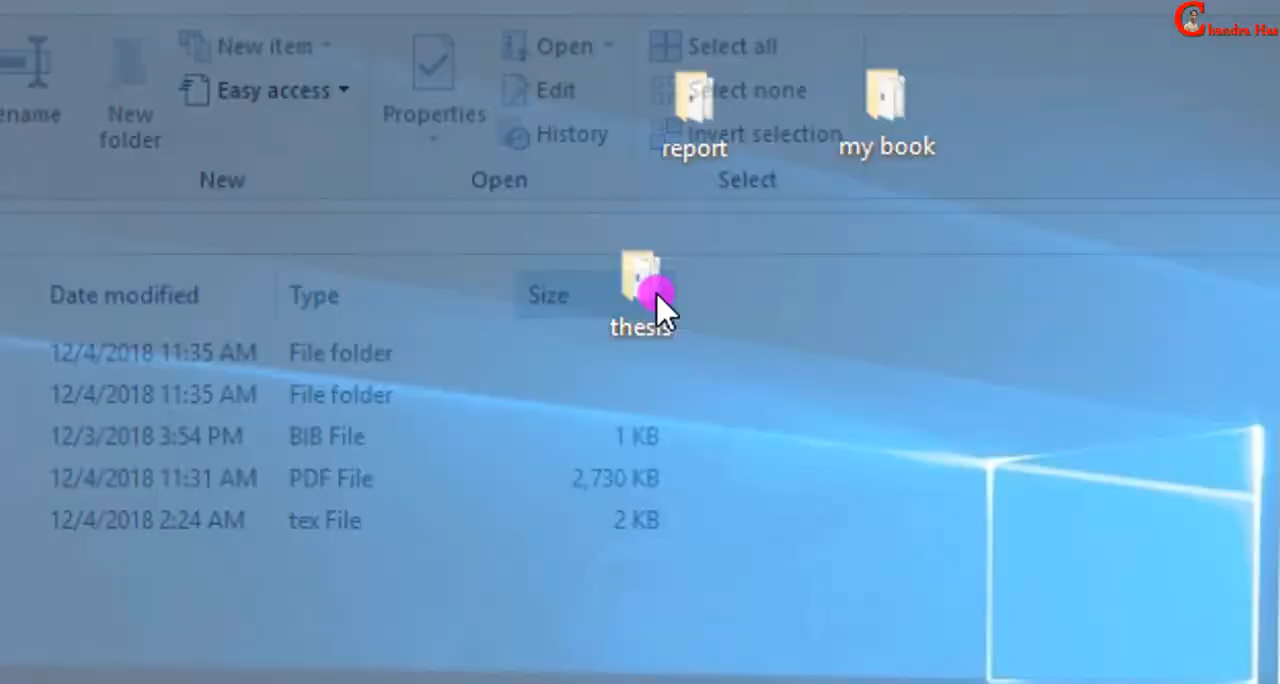 Chandra Has
New item
Open
Select all
ename
New
folder
Easy access
Properties
Edit
Select none
History
Invert selection
report
my book
New
Open
Select
Date modified
Type
Size
thesis
12/4/2018 11:35 AM File folder
12/4/2018 11:35 AM File folder
12/3/2018 3:54 PM BIB File 1 KB
12/4/2018 11:31 AM PDF File 2,730 KB
12/4/2018 2:24 AM tex File 2 KB